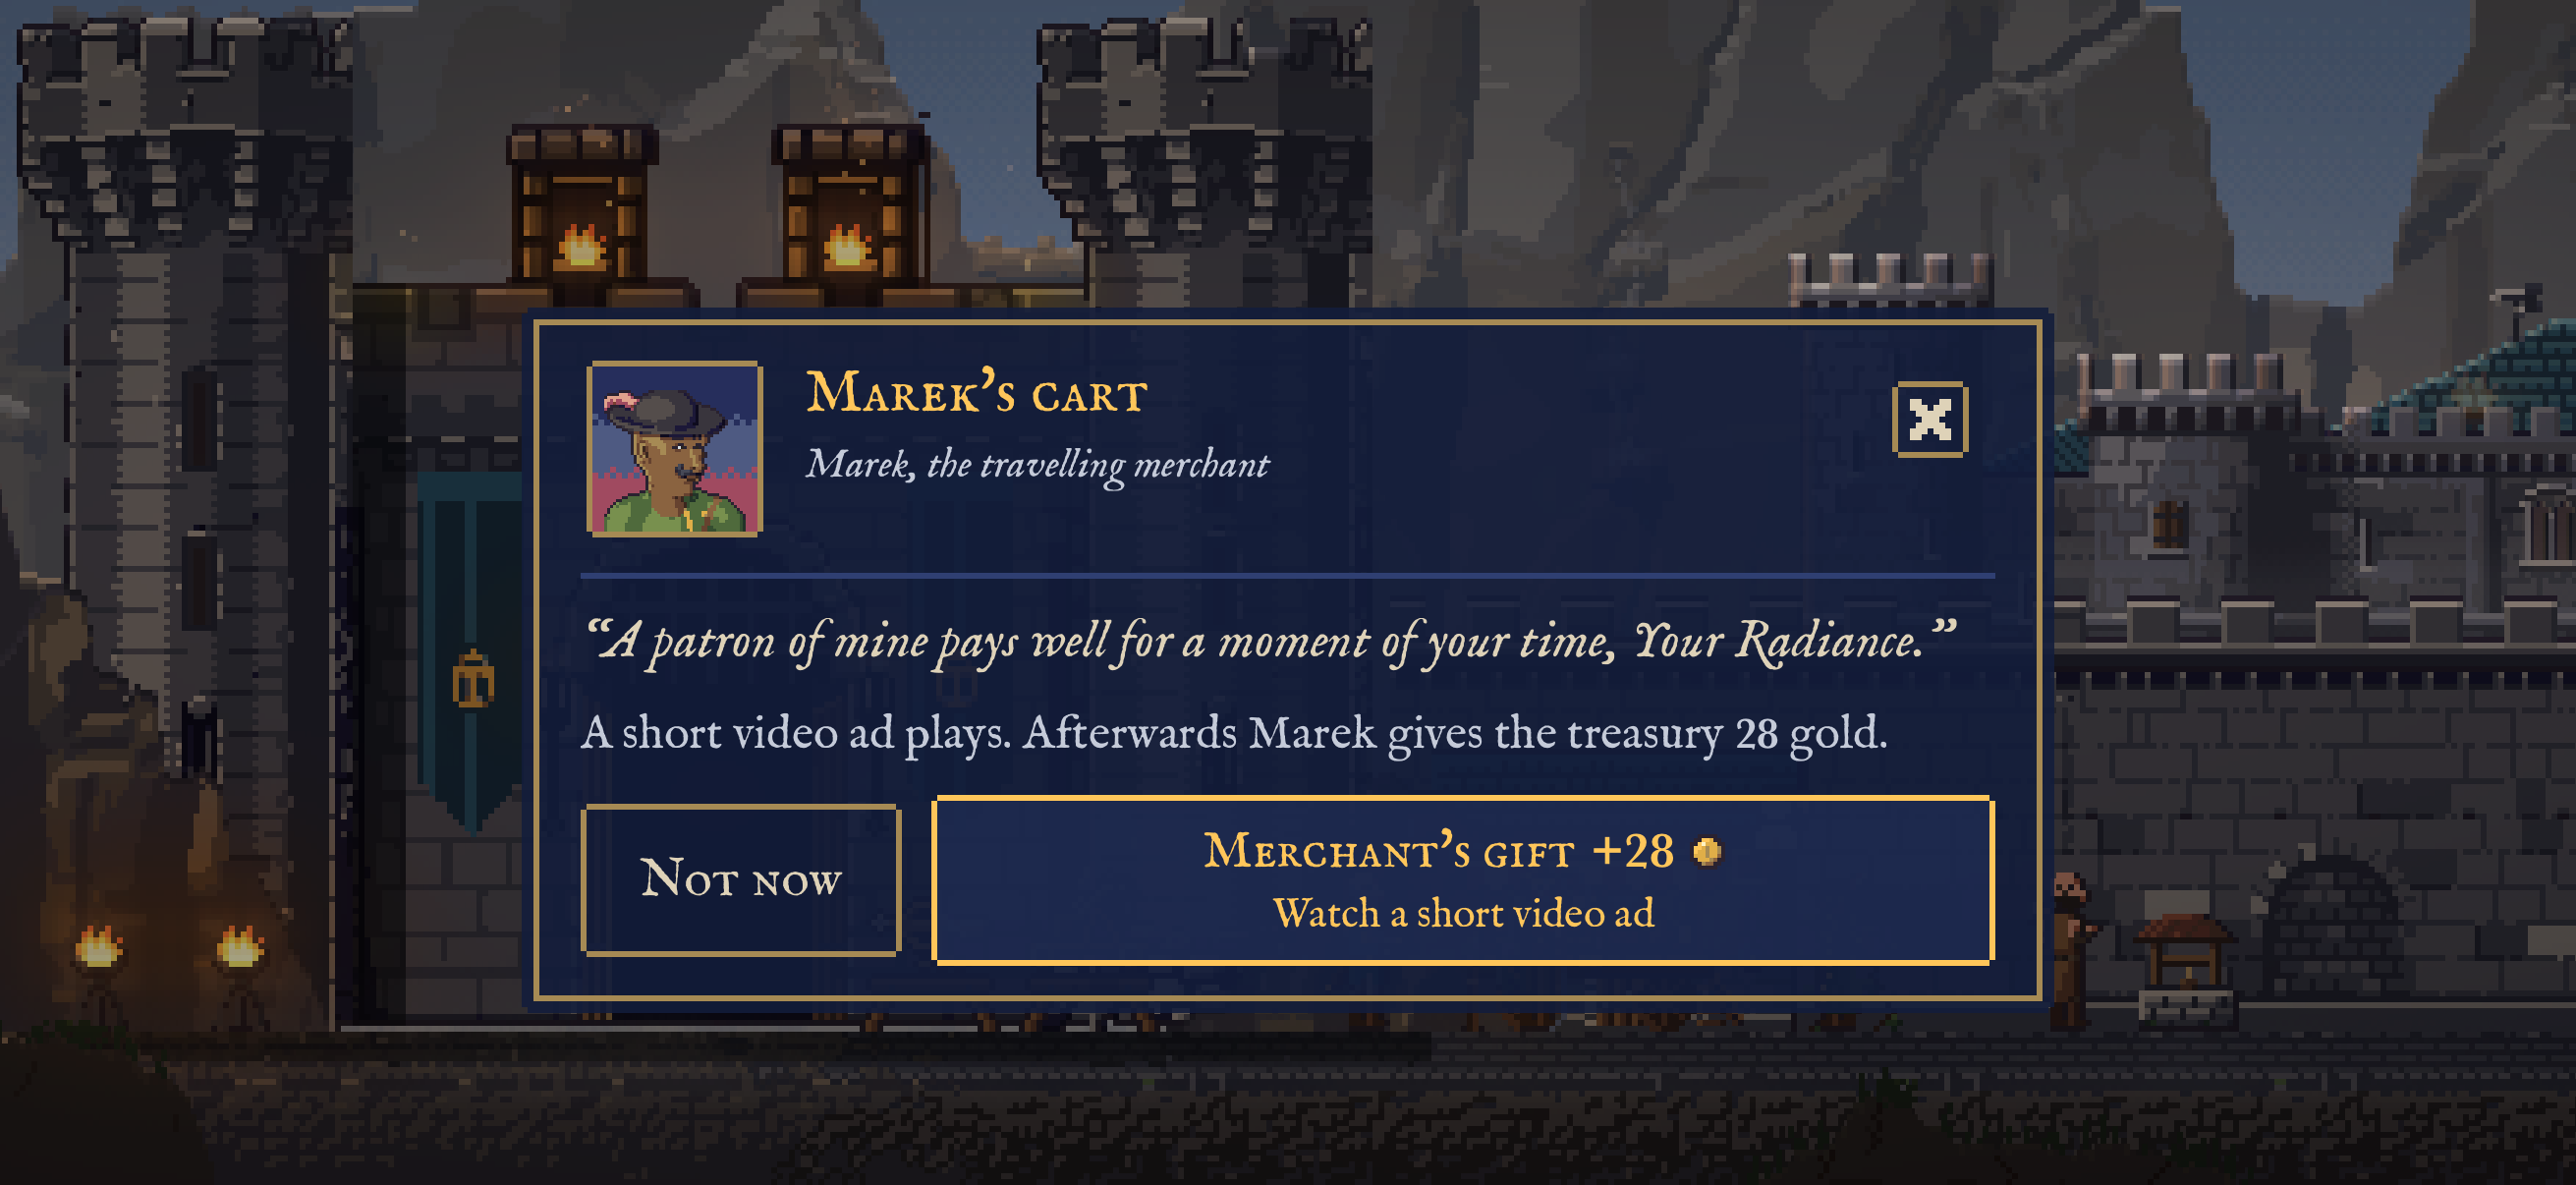 Marek’s cart
Marek, the travelling merchant
“A patron of mine pays well for a moment of your time, Your Radiance.”
A short video ad plays. Afterwards Marek gives the treasury 28 gold.
Not now
Merchant’s gift +28
Watch a short video ad